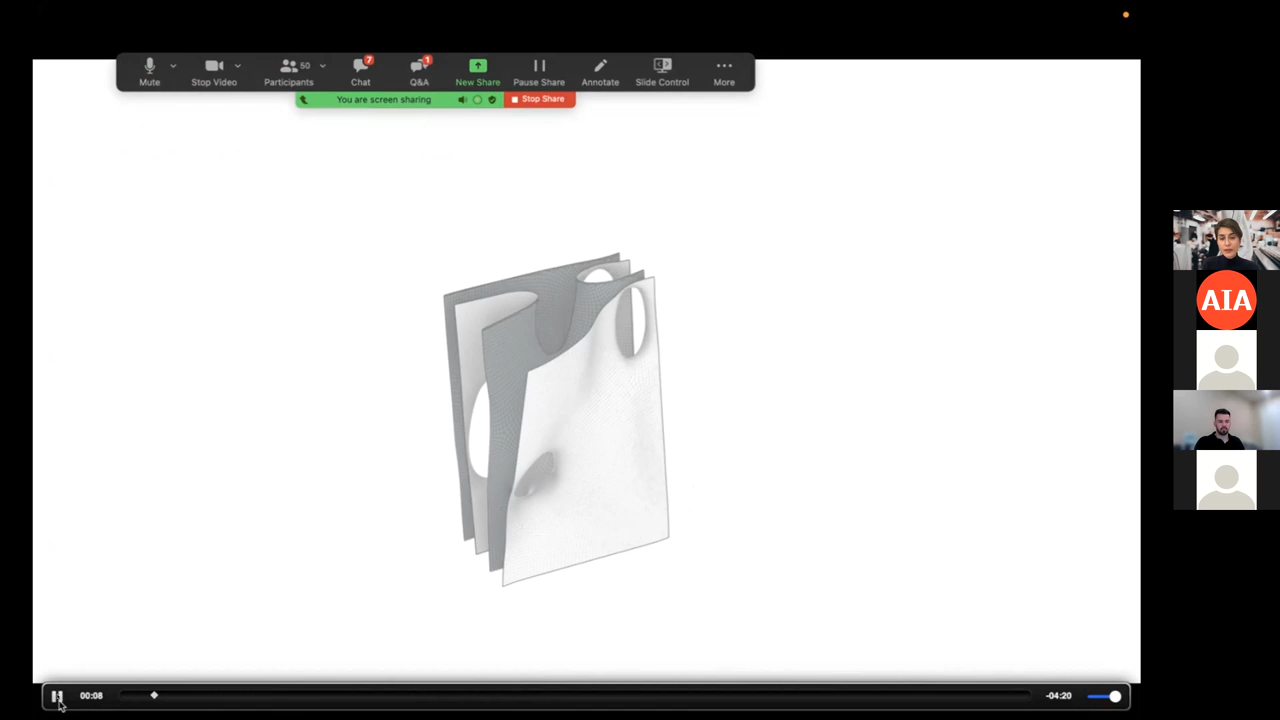 Mute
Stop Video
50
Participants
7
Chat
1
Q&A
New Share
Pause Share
Annotate
Slide Control
More
You are screen sharing
Stop Share
AIA
00:08
-04:20